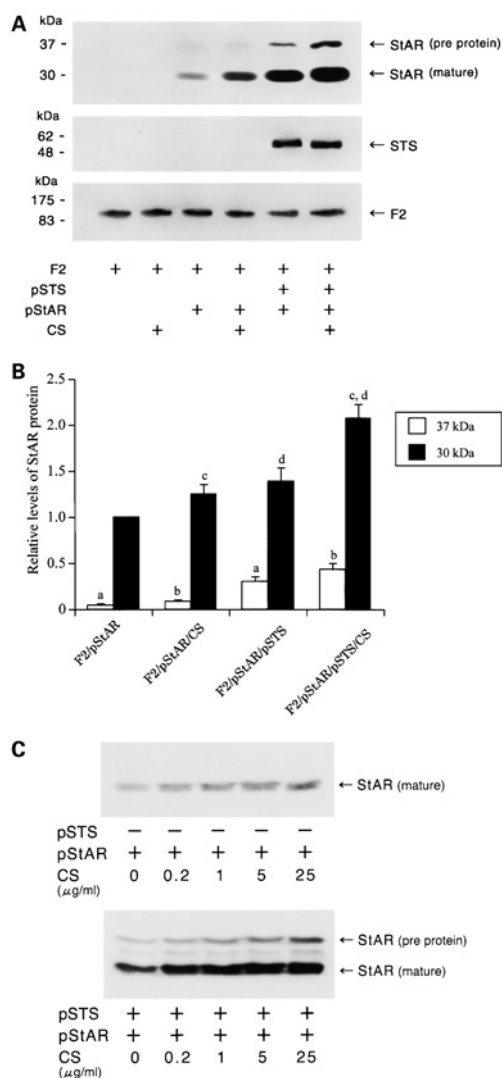 A
kDa
37 -
30 -
← StAR (pre protein)
← StAR (mature)
62 -
48 -
← STS
kDa
175 -
83 -
← F2
F2 + + + + + +
pSTS + +
pStAR + + + +
CS + + +
B
Relative levels of StAR protein
2.5
2.0
1.5
1.0
0.5
0
a
b
c
a
d
b
c, d
37 kDa
30 kDa
F2/pStAR
F2/pStAR/CS
F2/pStAR/pSTS
F2/pStAR/pSTS/CS
C
← StAR (mature)
pSTS − − − − −
pStAR + + + + +
CS 0 0.2 1 5 25
(μg/ml)
← StAR (pre protein)
← StAR (mature)
pSTS + + + + +
pStAR + + + + +
CS 0 0.2 1 5 25
(μg/ml)